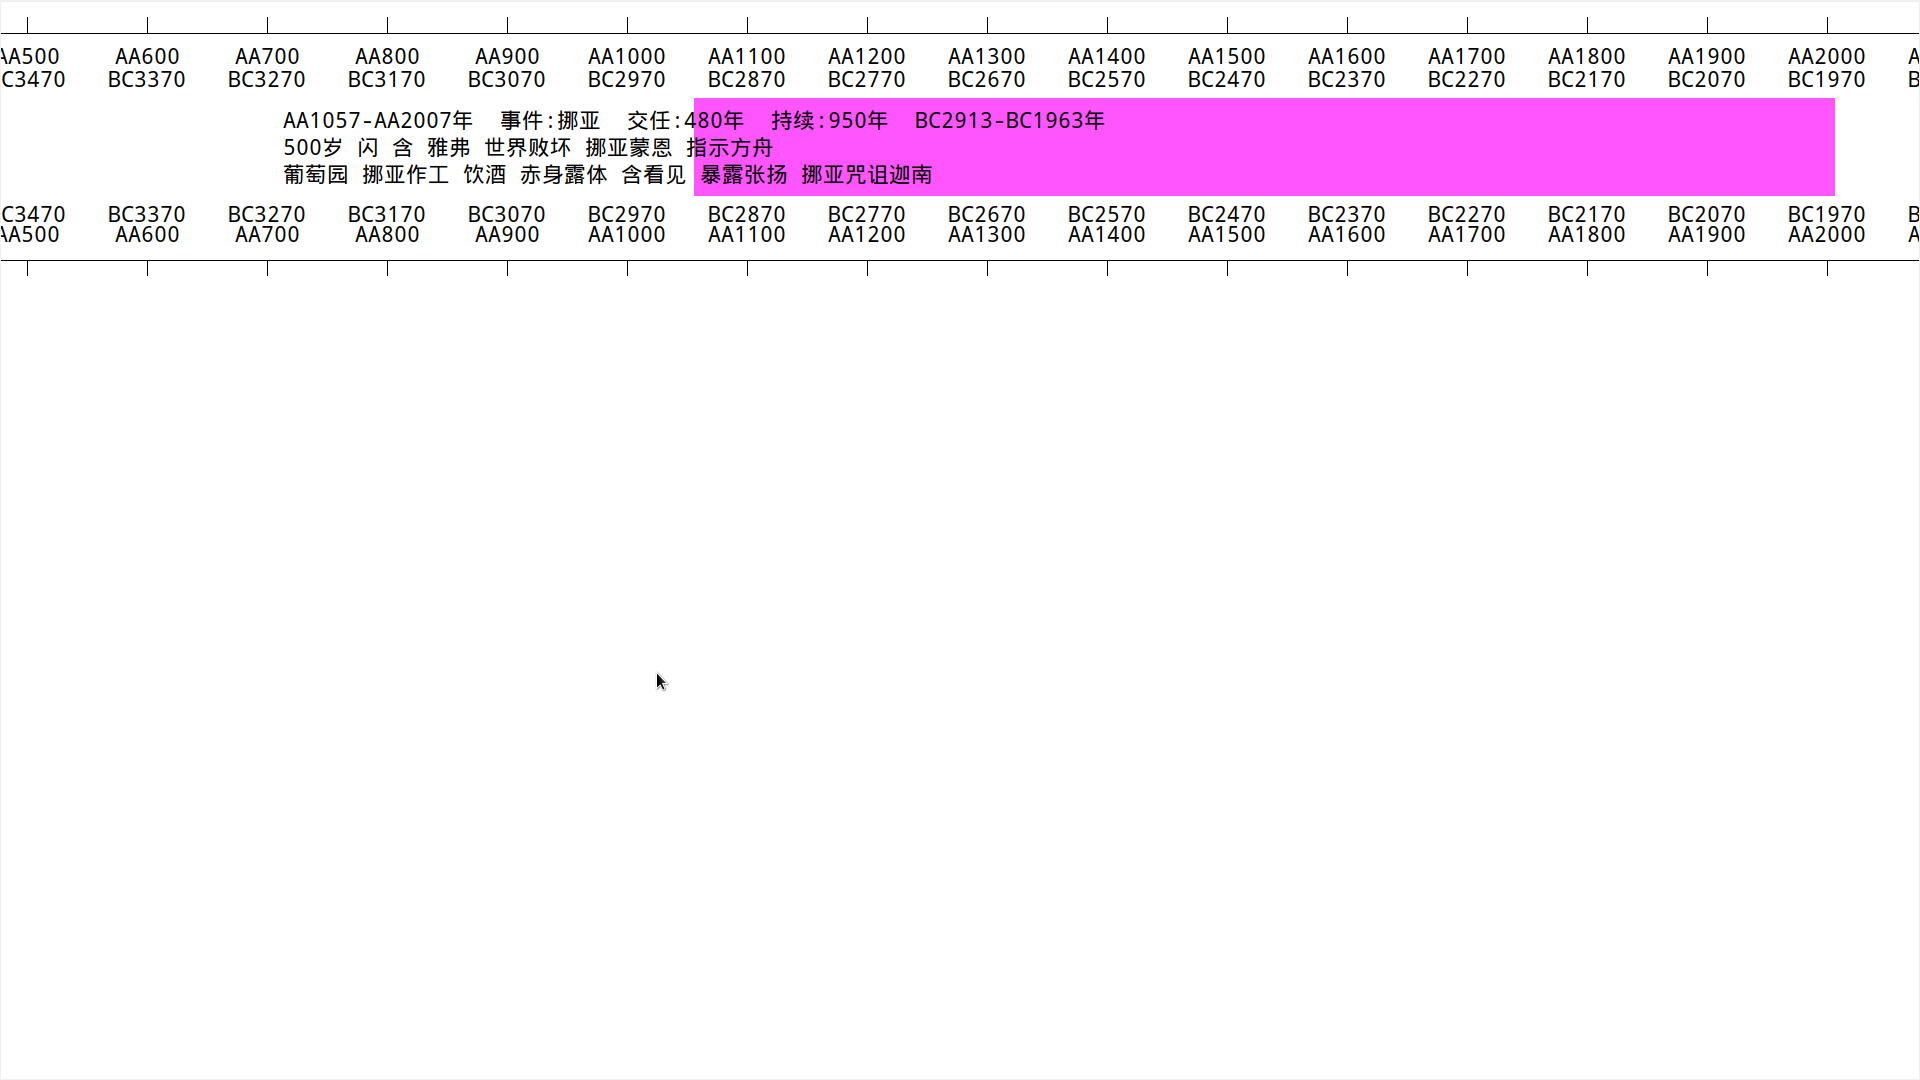 AA500 AA600 AA700 AA800 AA900 AA1000 AA1100 AA1200 AA1300 AA1400 AA1500 AA1600 AA1700 AA1800 AA1900 AA2000 A
C3470 BC3370 BC3270 BC3170 BC3070 BC2970 BC2870 BC2770 BC2670 BC2570 BC2470 BC2370 BC2270 BC2170 BC2070 BC1970 B
AA1057-AA2007年 事件:挪亚 交任:480年 持续:950年 BC2913-BC1963年
500岁 闪 含 雅弗 世界败坏 挪亚蒙恩 指示方舟
葡萄园 挪亚作工 饮酒 赤身露体 含看见 暴露张扬 挪亚咒诅迦南
C3470 BC3370 BC3270 BC3170 BC3070 BC2970 BC2870 BC2770 BC2670 BC2570 BC2470 BC2370 BC2270 BC2170 BC2070 BC1970 B
AA500 AA600 AA700 AA800 AA900 AA1000 AA1100 AA1200 AA1300 AA1400 AA1500 AA1600 AA1700 AA1800 AA1900 AA2000 A